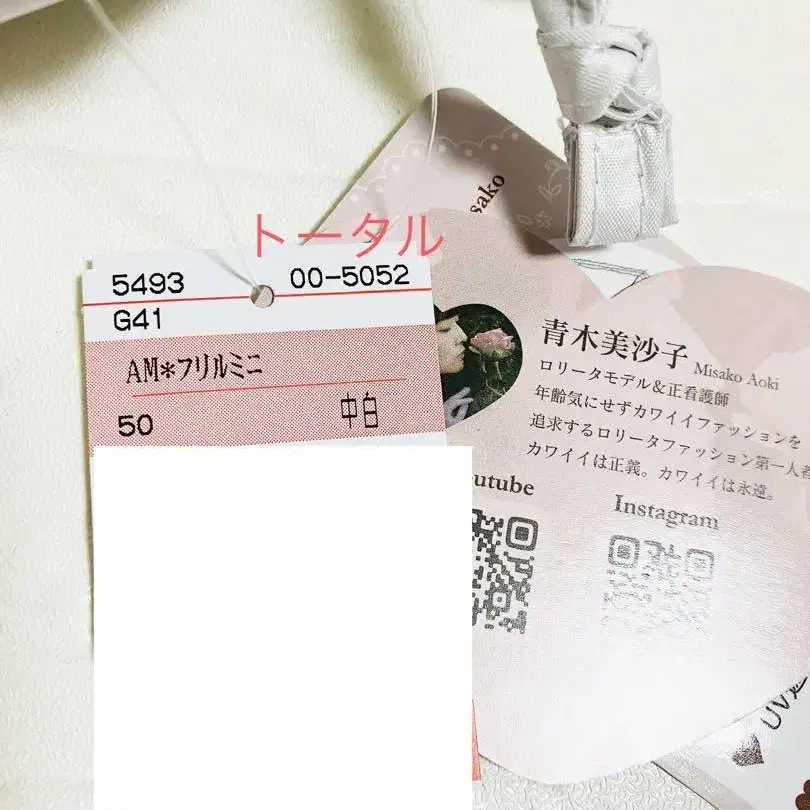 トータル
5493 00-5052
G41
AM*フリルミニ
50 中白
青木美沙子 Misako Aoki
ロリータモデル＆正看護師
年齢気にせずカワイイファッションを
追求するロリータファッション第一人者
カワイイは正義。カワイイは永遠。
utube
Instagram
sako
UV